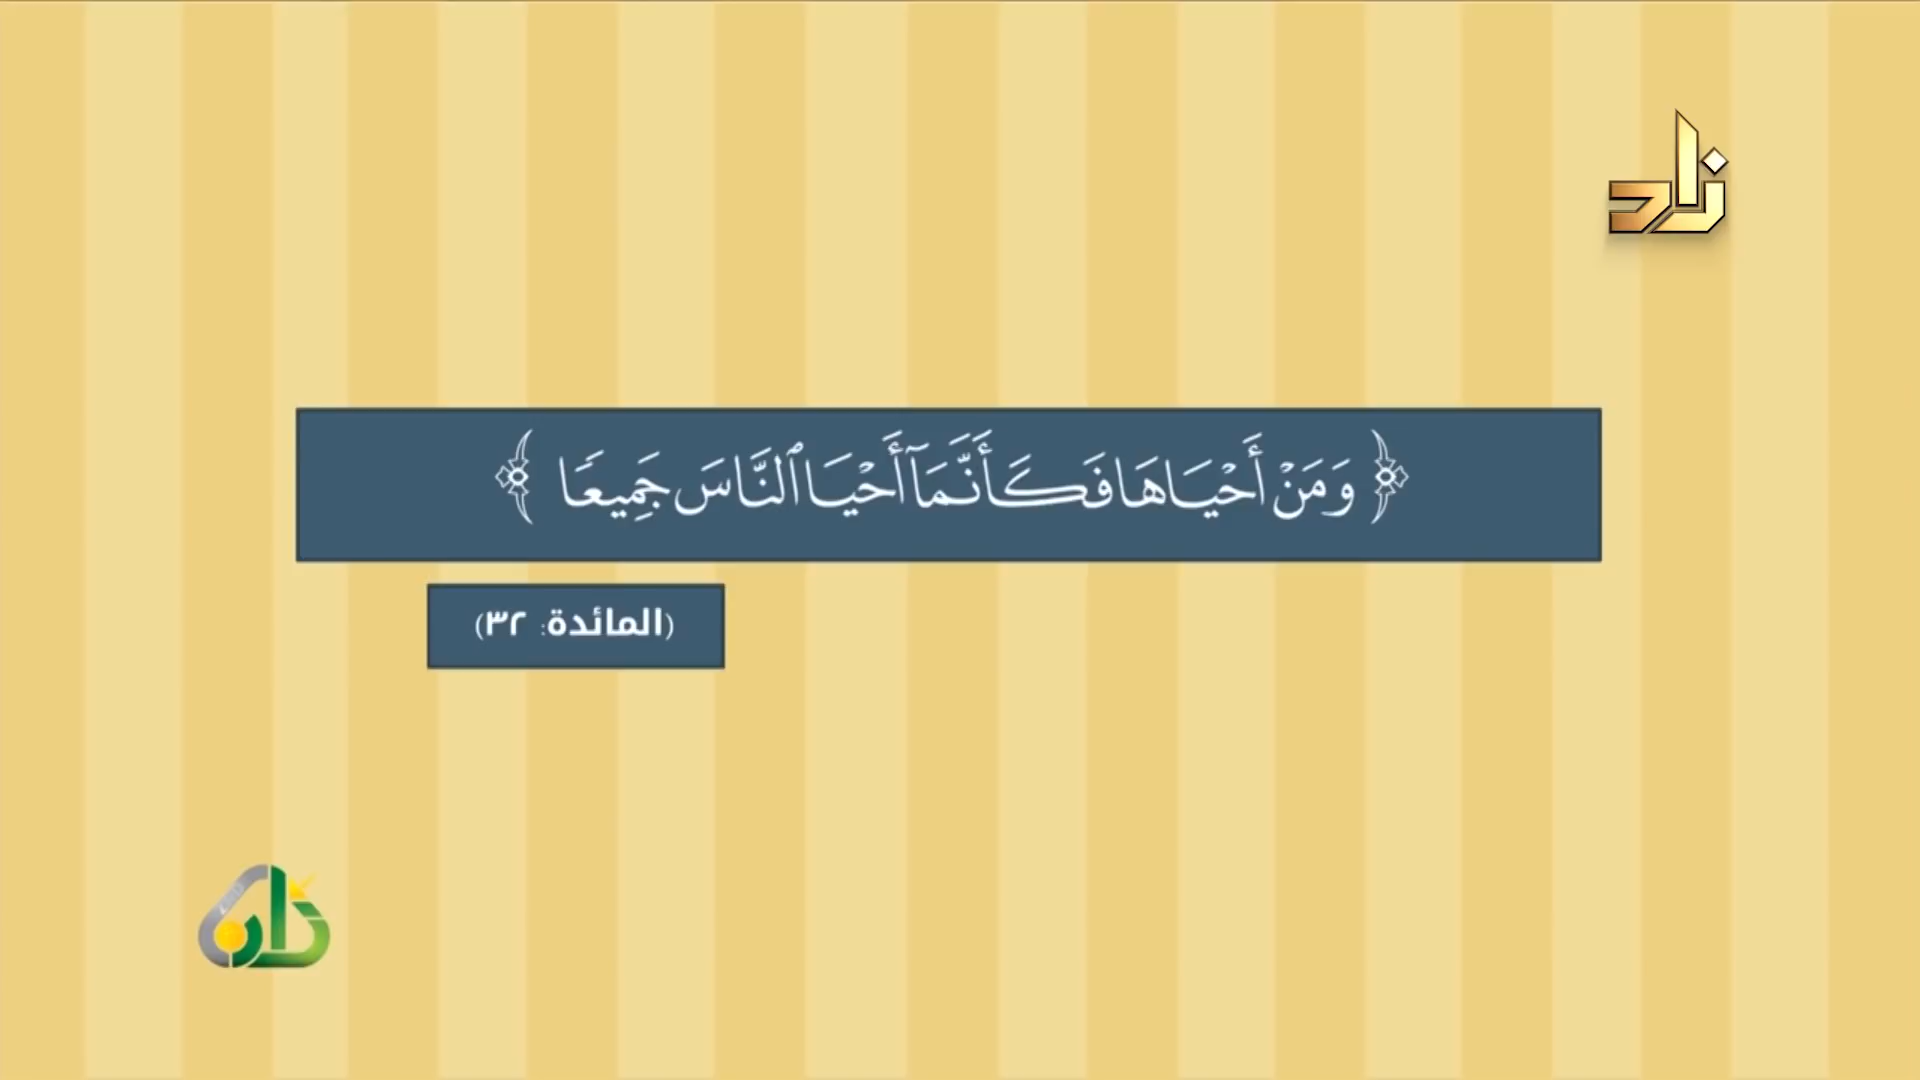 زاد
﴿ وَمَنْ أَحْيَاهَا فَكَأَنَّمَآ أَحْيَا ٱلنَّاسَ جَمِيعًا ﴾
(المائدة: ٣٢)